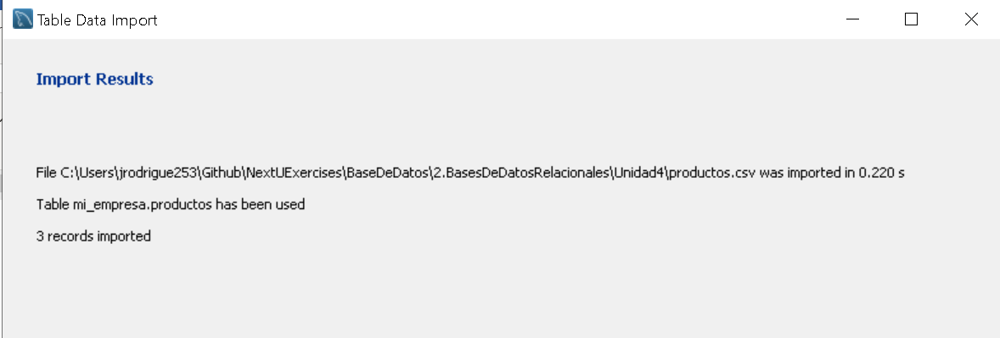 Table Data Import
Import Results
File C:\Users\jrodrigue253\Github\NextUExercises\BaseDeDatos\2.BasesDeDatosRelacionales\Unidad4\productos.csv was imported in 0.220 s
Table mi_empresa.productos has been used
3 records imported